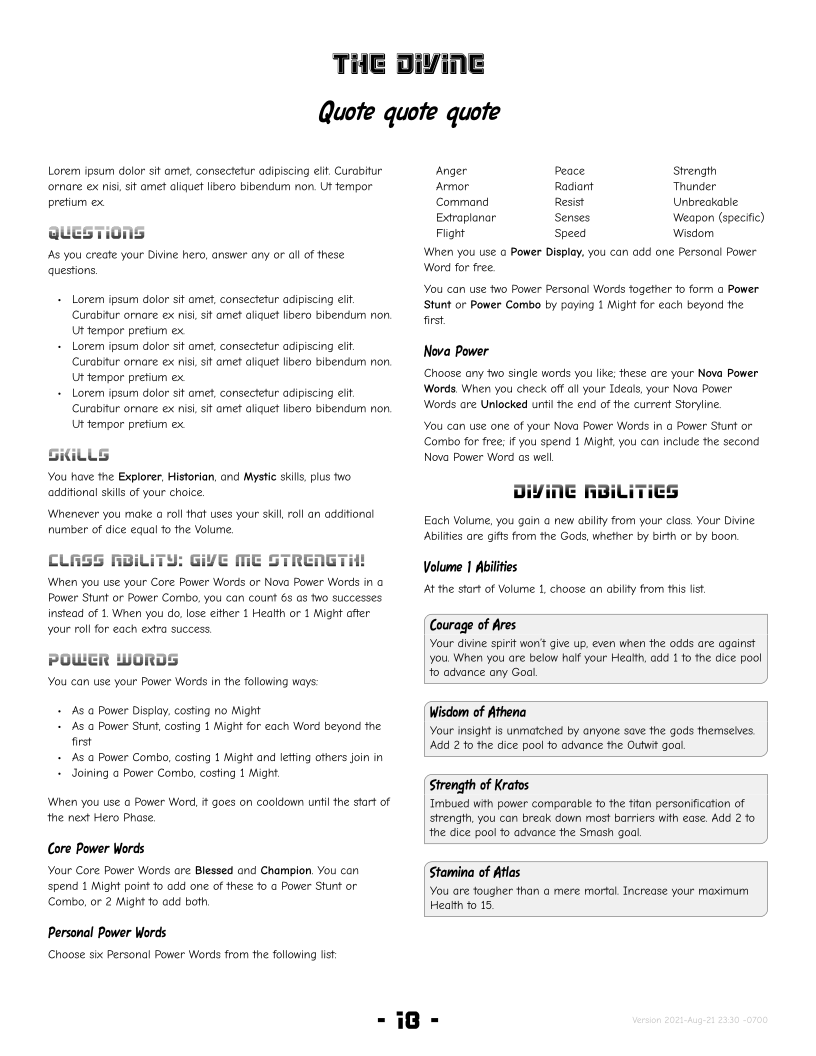 THE DIVINE
Quote quote quote
Lorem ipsum dolor sit amet, consectetur adipiscing elit. Curabitur
ornare ex nisi, sit amet aliquet libero bibendum non. Ut tempor
pretium ex.
QUESTIONS
As you create your Divine hero, answer any or all of these
questions.
• Lorem ipsum dolor sit amet, consectetur adipiscing elit.
Curabitur ornare ex nisi, sit amet aliquet libero bibendum non.
Ut tempor pretium ex.
• Lorem ipsum dolor sit amet, consectetur adipiscing elit.
Curabitur ornare ex nisi, sit amet aliquet libero bibendum non.
Ut tempor pretium ex.
• Lorem ipsum dolor sit amet, consectetur adipiscing elit.
Curabitur ornare ex nisi, sit amet aliquet libero bibendum non.
Ut tempor pretium ex.
SKILLS
You have the Explorer, Historian, and Mystic skills, plus two
additional skills of your choice.
Whenever you make a roll that uses your skill, roll an additional
number of dice equal to the Volume.
CLASS ABILITY: GIVE ME STRENGTH!
When you use your Core Power Words or Nova Power Words in a
Power Stunt or Power Combo, you can count 6s as two successes
instead of 1. When you do, lose either 1 Health or 1 Might after
your roll for each extra success.
POWER WORDS
You can use your Power Words in the following ways:
• As a Power Display, costing no Might
• As a Power Stunt, costing 1 Might for each Word beyond the
first
• As a Power Combo, costing 1 Might and letting others join in
• Joining a Power Combo, costing 1 Might.
When you use a Power Word, it goes on cooldown until the start of
the next Hero Phase.
Core Power Words
Your Core Power Words are Blessed and Champion. You can
spend 1 Might point to add one of these to a Power Stunt or
Combo, or 2 Might to add both.
Personal Power Words
Choose six Personal Power Words from the following list:
Anger Peace Strength
Armor Radiant Thunder
Command Resist Unbreakable
Extraplanar Senses Weapon (specific)
Flight Speed Wisdom
When you use a Power Display, you can add one Personal Power
Word for free.
You can use two Power Personal Words together to form a Power
Stunt or Power Combo by paying 1 Might for each beyond the
first.
Nova Power
Choose any two single words you like; these are your Nova Power
Words. When you check off all your Ideals, your Nova Power
Words are Unlocked until the end of the current Storyline.
You can use one of your Nova Power Words in a Power Stunt or
Combo for free; if you spend 1 Might, you can include the second
Nova Power Word as well.
DIVINE ABILITIES
Each Volume, you gain a new ability from your class. Your Divine
Abilities are gifts from the Gods, whether by birth or by boon.
Volume 1 Abilities
At the start of Volume 1, choose an ability from this list.
Courage of Ares
Your divine spirit won't give up, even when the odds are against
you. When you are below half your Health, add 1 to the dice pool
to advance any Goal.
Wisdom of Athena
Your insight is unmatched by anyone save the gods themselves.
Add 2 to the dice pool to advance the Outwit goal.
Strength of Kratos
Imbued with power comparable to the titan personification of
strength, you can break down most barriers with ease. Add 2 to
the dice pool to advance the Smash goal.
Stamina of Atlas
You are tougher than a mere mortal. Increase your maximum
Health to 15.
- 18 -
Version 2021-Aug-21 23:30 -0700